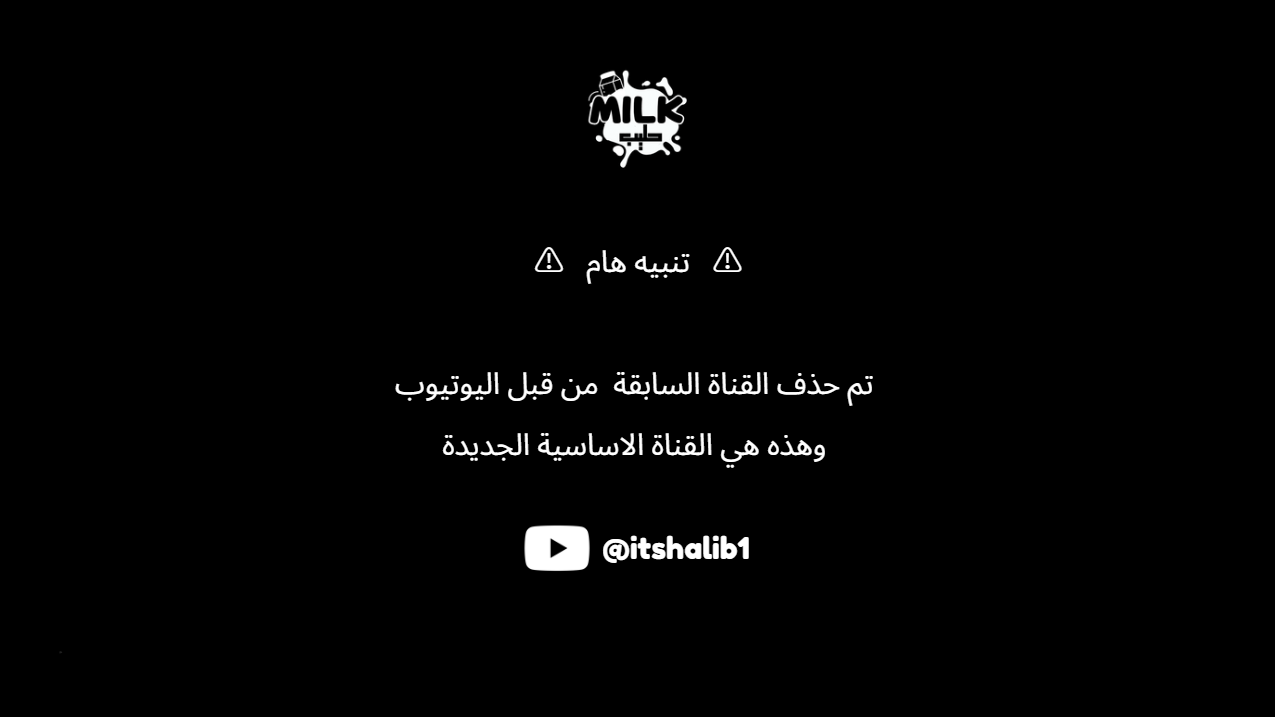 MILK
حليب
تنبيه هام
تم حذف القناة السابقة من قبل اليوتيوب
وهذه هي القناة الاساسية الجديدة
@itshalib1